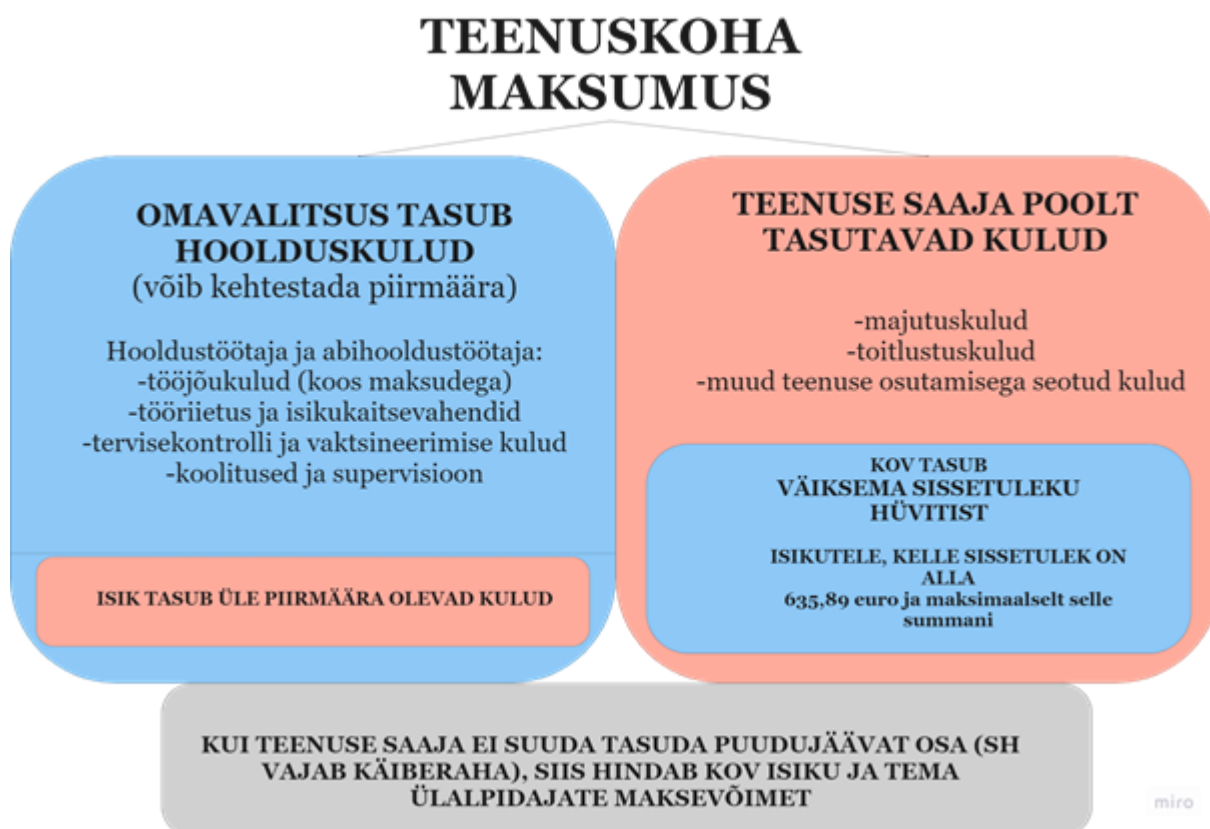 TEENUSKOHA
MAKSUMUS
OMAVALITSUS TASUB
HOOLDUSKULUD
(võib kehtestada piirmäära)
Hooldustöötaja ja abihooldustöötaja:
-tööjõukulud (koos maksudega)
-tööriietus ja isikukaitsevahendid
-tervisekontrolli ja vaktsineerimise kulud
-koolitused ja supervisioon
ISIK TASUB ÜLE PIIRMÄÄRA OLEVAD KULUD
TEENUSE SAAJA POOLT
TASUTAVAD KULUD
-majutuskulud
-toitlustuskulud
-muud teenuse osutamisega seotud kulud
KOV TASUB
VÄIKSEMA SISSETULEKU
HÜVITIST
ISIKUTELE, KELLE SISSETULEK ON
ALLA
635,89 euro ja maksimaalselt selle
summani
KUI TEENUSE SAAJA EI SUUDA TASUDA PUUDUJÄÄVAT OSA (SH
VAJAB KÄIBERAHA), SIIS HINDAB KOV ISIKU JA TEMA
ÜLALPIDAJATE MAKSEVÕIMET
miro